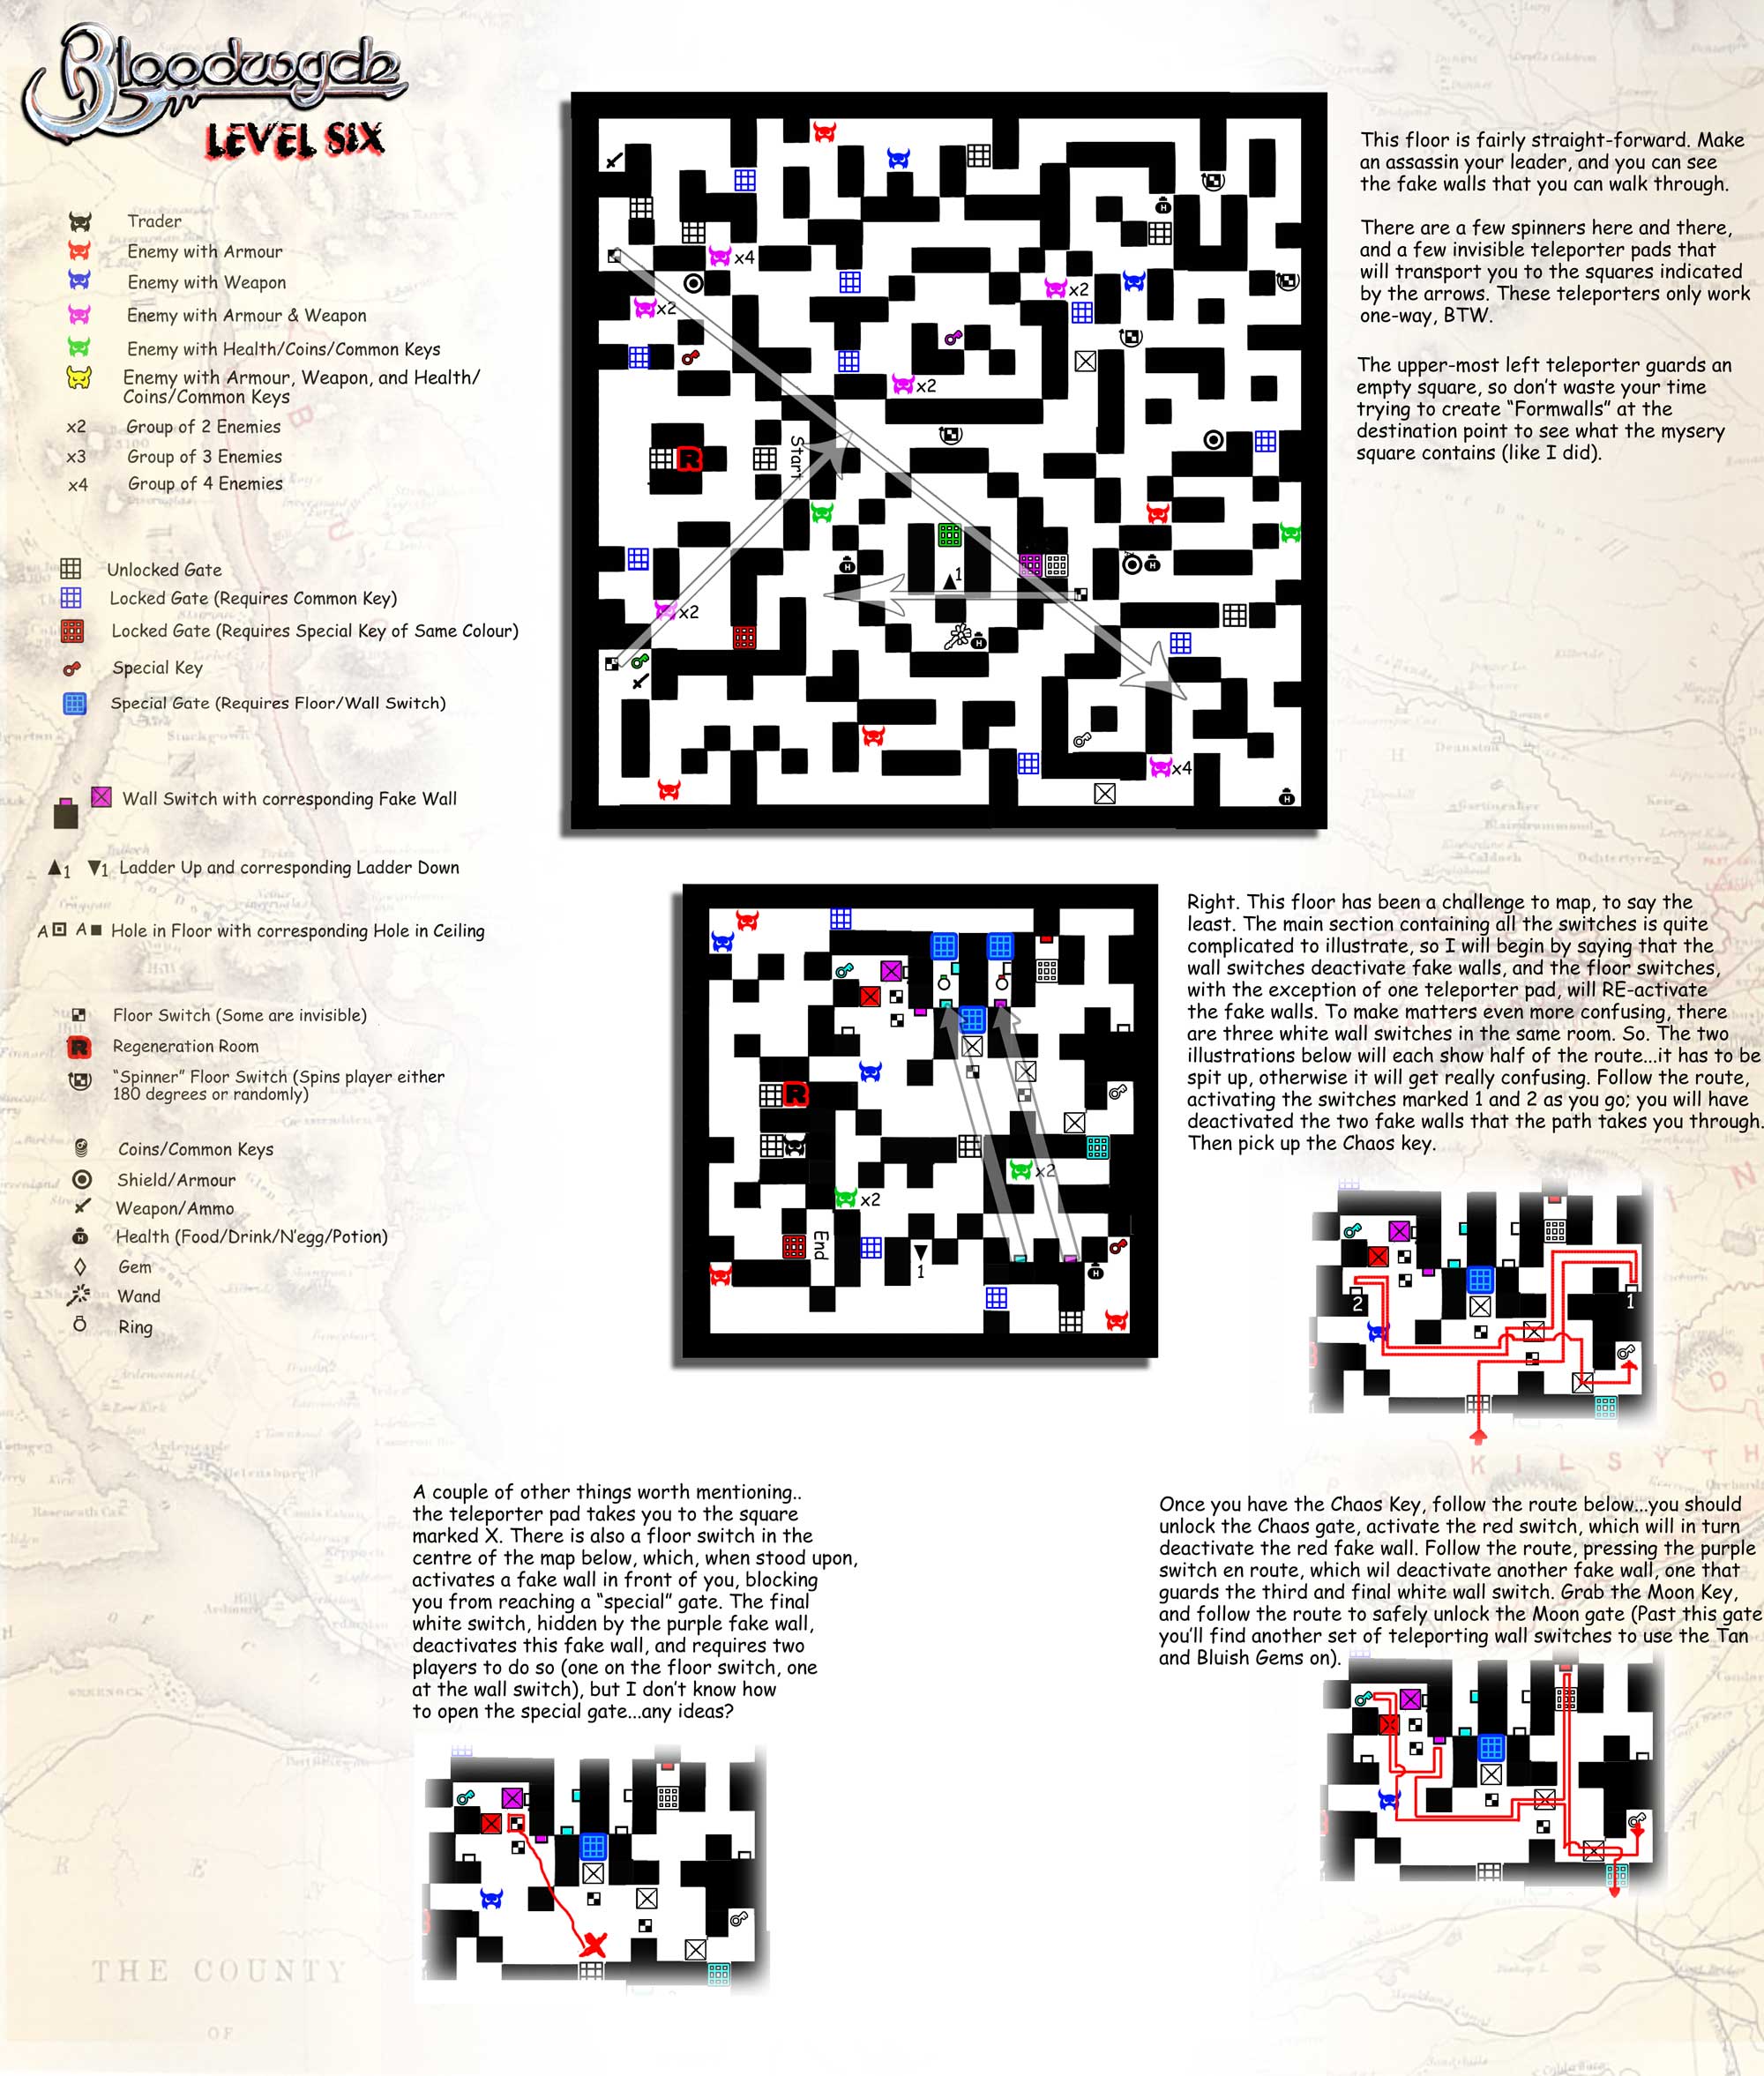 Bloodwych
LEVEL SIX
Trader
Enemy with Armour
Enemy with Weapon
Enemy with Armour & Weapon
Enemy with Health/Coins/Common Keys
Enemy with Armour, Weapon, and Health/
Coins/Common Keys
x2 Group of 2 Enemies
x3 Group of 3 Enemies
x4 Group of 4 Enemies
Unlocked Gate
Locked Gate (Requires Common Key)
Locked Gate (Requires Special Key of Same Colour)
Special Key
Special Gate (Requires Floor/Wall Switch)
Wall Switch with corresponding Fake Wall
1 1 Ladder Up and corresponding Ladder Down
A A Hole in Floor with corresponding Hole in Ceiling
Floor Switch (Some are invisible)
R Regeneration Room
"Spinner" Floor Switch (Spins player either
180 degrees or randomly)
Coins/Common Keys
Shield/Armour
Weapon/Ammo
H Health (Food/Drink/N'egg/Potion)
Gem
Wand
Ring
H
x4
x2
x2
x2
Start
R
H
A
H
1
x2
H
x4
H
This floor is fairly straight-forward. Make
an assassin your leader, and you can see
the fake walls that you can walk through.
There are a few spinners here and there,
and a few invisible teleporter pads that
will transport you to the squares indicated
by the arrows. These teleporters only work
one-way, BTW.
The upper-most left teleporter guards an
empty square, so don't waste your time
trying to create "Formwalls" at the
destination point to see what the mysery
square contains (like I did).
R
x2
x2
End
1
H
Right. This floor has been a challenge to map, to say the
least. The main section containing all the switches is quite
complicated to illustrate, so I will begin by saying that the
wall switches deactivate fake walls, and the floor switches,
with the exception of one teleporter pad, will RE-activate
the fake walls. To make matters even more confusing, there
are three white wall switches in the same room. So. The two
illustrations below will each show half of the route...it has to be
spit up, otherwise it will get really confusing. Follow the route,
activating the switches marked 1 and 2 as you go; you will have
deactivated the two fake walls that the path takes you through.
Then pick up the Chaos key.
2
1
A couple of other things worth mentioning..
the teleporter pad takes you to the square
marked X. There is also a floor switch in the
centre of the map below, which, when stood upon,
activates a fake wall in front of you, blocking
you from reaching a "special" gate. The final
white switch, hidden by the purple fake wall,
deactivates this fake wall, and requires two
players to do so (one on the floor switch, one
at the wall switch), but I don't know how
to open the special gate...any ideas?
Once you have the Chaos Key, follow the route below...you should
unlock the Chaos gate, activate the red switch, which will in turn
deactivate the red fake wall. Follow the route, pressing the purple
switch en route, which wil deactivate another fake wall, one that
guards the third and final white wall switch. Grab the Moon Key,
and follow the route to safely unlock the Moon gate (Past this gate
you'll find another set of teleporting wall switches to use the Tan
and Bluish Gems on).
KILSYTH
THE COUNTY
OF